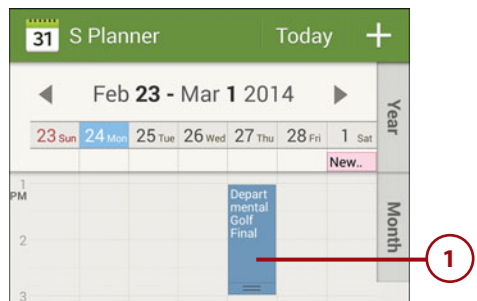 31 S Planner Today +
Feb 23 - Mar 1 2014
23 Sun 24 Mon 25 Tue 26 Wed 27 Thu 28 Fri 1 Sat
New..
Year
1
PM
Depart
mental
Golf
Final
Month
2
1
3